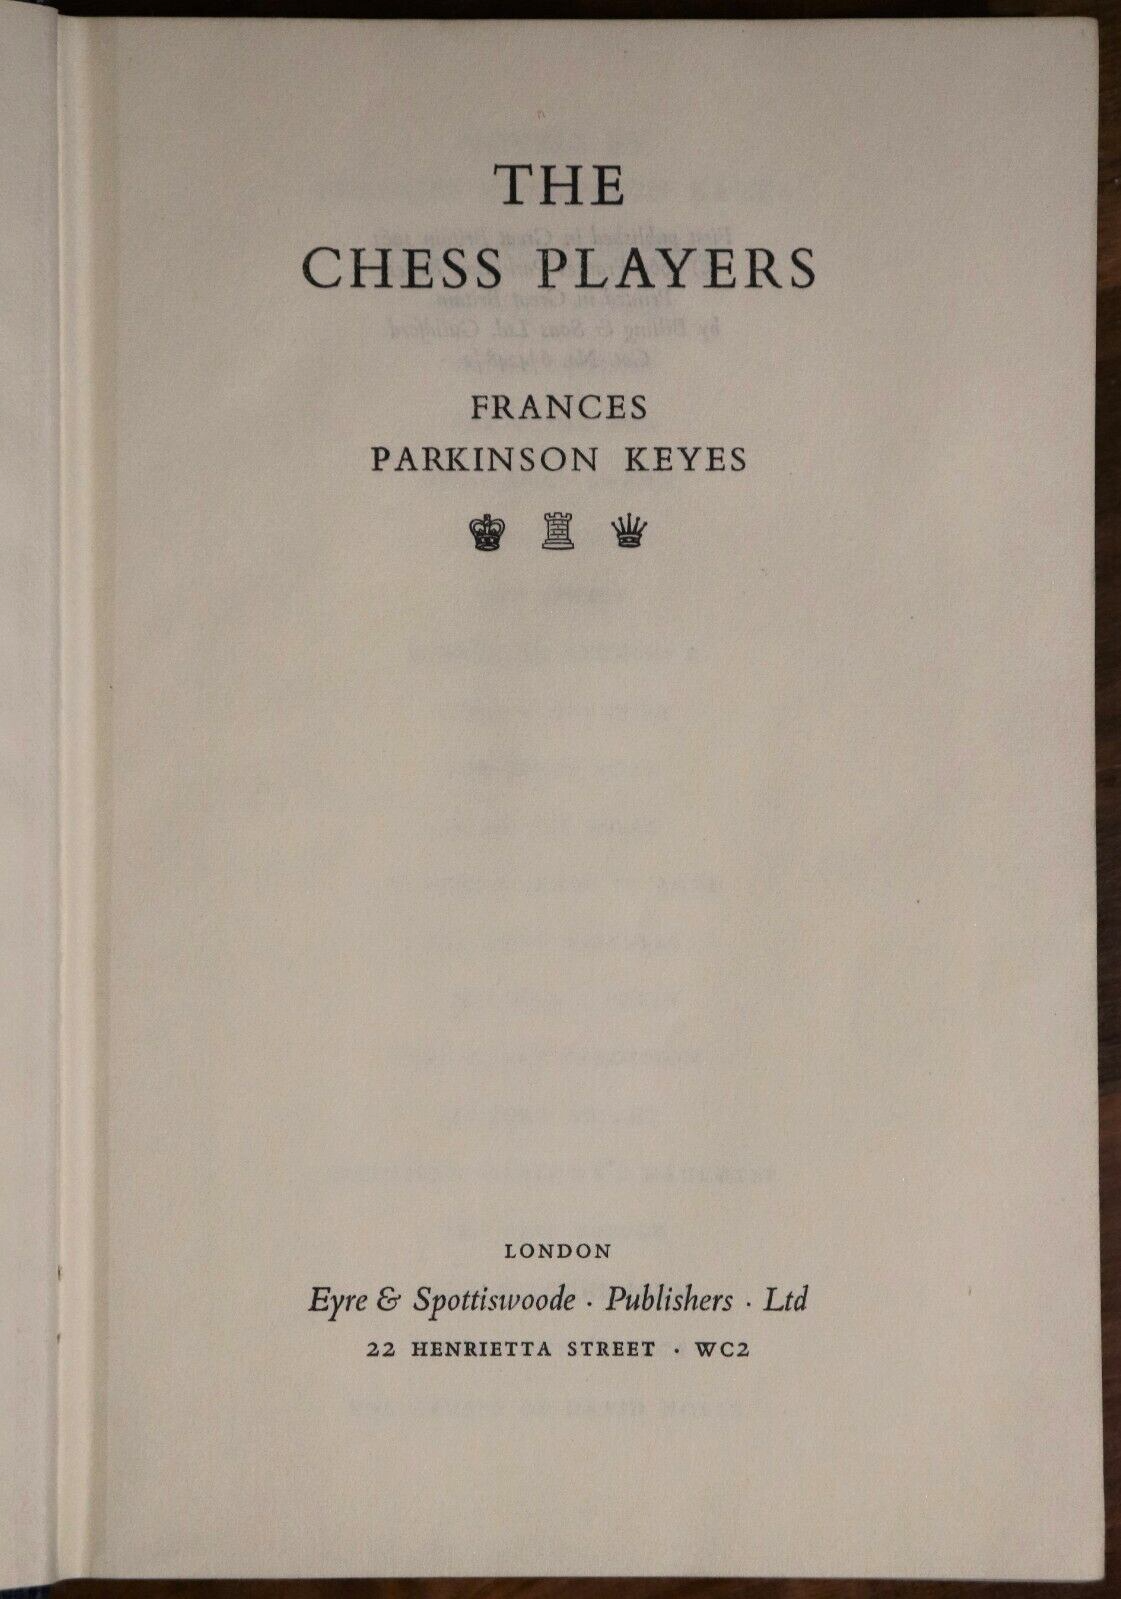 THE
CHESS PLAYERS
FRANCES
PARKINSON KEYES
LONDON
Eyre & Spottiswoode · Publishers · Ltd
22 HENRIETTA STREET · WC2